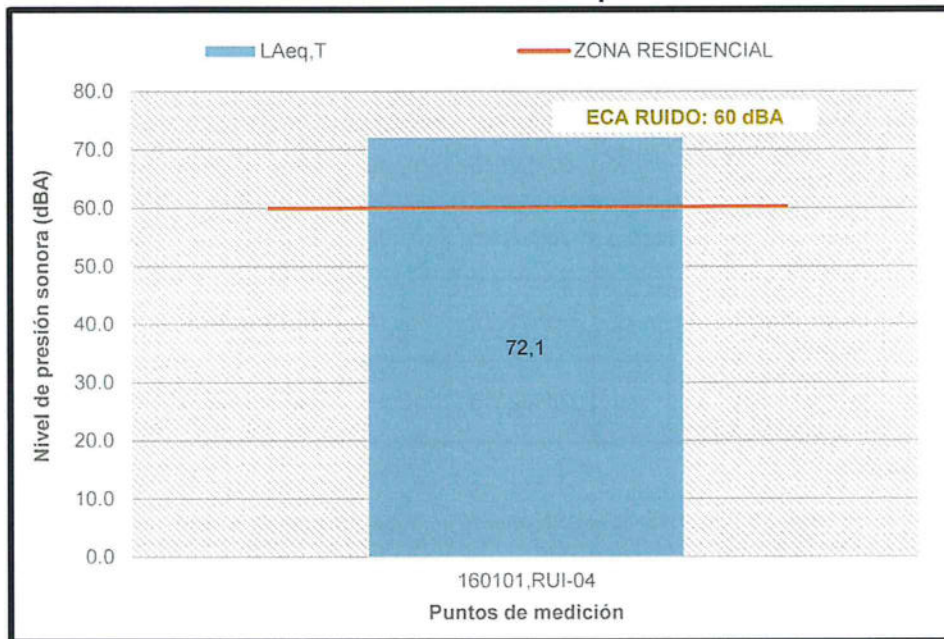 LAeq,T ZONA RESIDENCIAL
80.0
ECA RUIDO: 60 dBA
70.0
60.0
50.0
40.0
30.0
20.0
10.0
0.0
Nivel de presión sonora (dBA)
72,1
160101,RUI-04
Puntos de medición